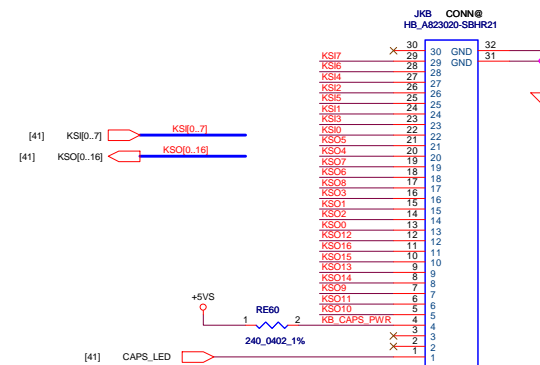 JKB CONN@
HB_A823020-SBHR21
30 30 GND 32
KSI7 29 29 GND 31
KSI6 28 28
KSI4 27 27
KSI2 26 26
KSI5 25 25
KSI1 24 24
KSI3 23 23
[41] KSI[0..7] KSI[0..7] KSI0 22 22
KSO5 21 21
[41] KSO[0..16] KSO[0..16] KSO4 20 20
KSO7 19 19
KSO6 18 18
KSO8 17 17
KSO3 16 16
KSO1 15 15
KSO2 14 14
KSO0 13 13
KSO12 12 12
KSO16 11 11
KSO15 10 10
KSO13 9 9
KSO14 8 8
KSO9 7 7
+5VS KSO11 6 6
RE60 KSO10 5 5
1 2 KB_CAPS_PWR 4 4
3 3
240_0402_1% 2 2
[41] CAPS_LED 1 1